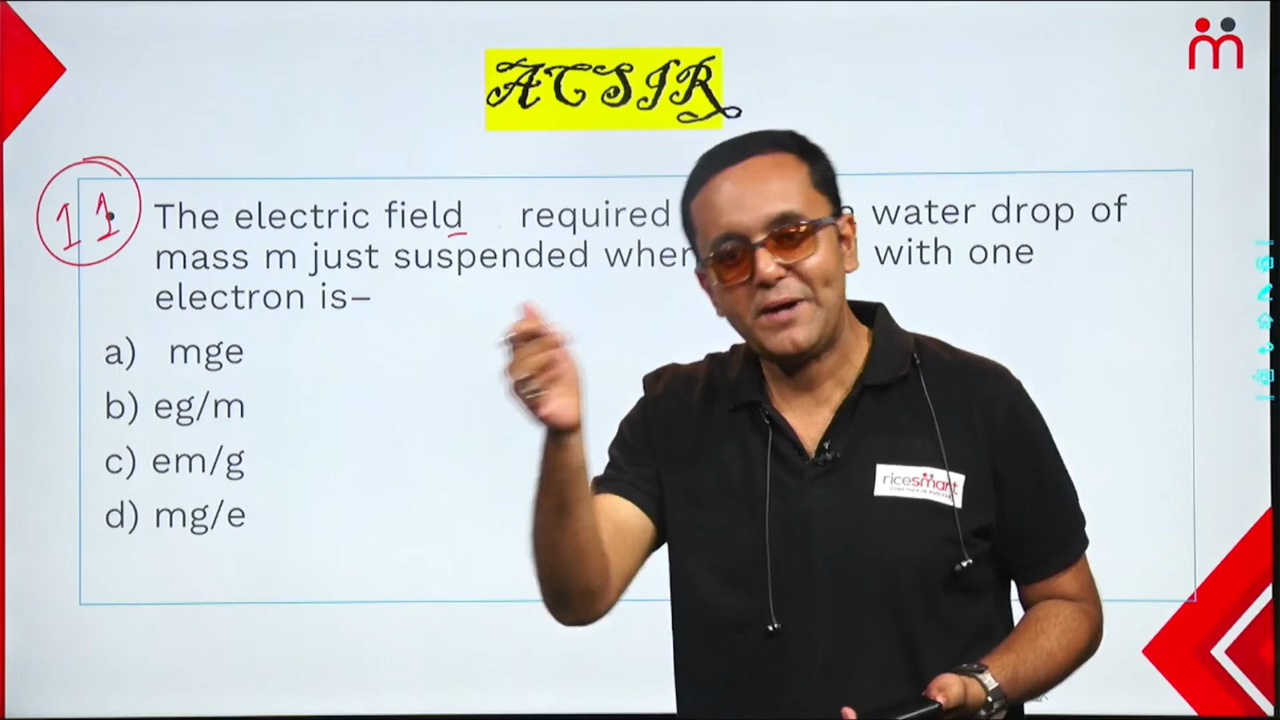 ACSIR
11
The electric field required water drop of
mass m just suspended when with one
electron is–
a) mge
b) eg/m
c) em/g
d) mg/e
ricesmart